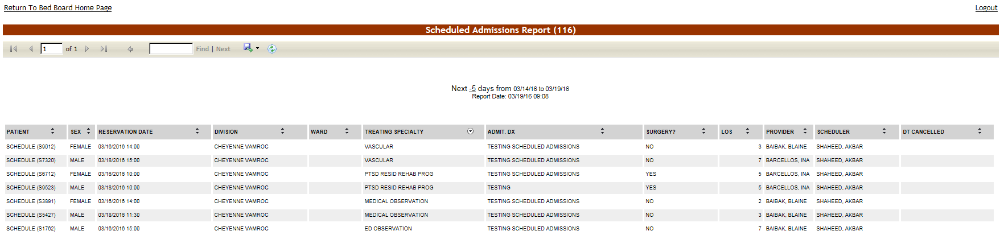 Return To Bed Board Home Page Logout
Scheduled Admissions Report (116)
1 of 1 Find | Next
Next -5 days from 03/14/16 to 03/19/16
Report Date: 03/19/16 09:08
PATIENT SEX RESERVATION DATE DIVISION WARD TREATING SPECIALTY ADMIT. DX SURGERY? LOS PROVIDER SCHEDULER DT CANCELLED
SCHEDULE (S9012) FEMALE 03/16/2016 14:00 CHEYENNE VAMROC VASCULAR TESTING SCHEDULED ADMISSIONS NO 3 BAIBAK, BLAINE SHAHEED, AKBAR
SCHEDULE (S7320) MALE 03/18/2016 15:00 CHEYENNE VAMROC VASCULAR TESTING SCHEDULED ADMISSIONS NO 7 BARCELLOS, INA SHAHEED, AKBAR
SCHEDULE (S6712) FEMALE 03/16/2016 10:00 CHEYENNE VAMROC PTSD RESID REHAB PROG TESTING SCHEDULED ADMISSIONS YES 5 BARCELLOS, INA SHAHEED, AKBAR
SCHEDULE (S9523) MALE 03/18/2016 10:00 CHEYENNE VAMROC PTSD RESID REHAB PROG TESTING YES 5 BARCELLOS, INA SHAHEED, AKBAR
SCHEDULE (S3891) FEMALE 03/16/2016 14:00 CHEYENNE VAMROC MEDICAL OBSERVATION TESTING SCHEDULED ADMISSIONS NO 2 BAIBAK, BLAINE SHAHEED, AKBAR
SCHEDULE (S5427) MALE 03/18/2016 11:30 CHEYENNE VAMROC MEDICAL OBSERVATION TESTING SCHEDULED ADMISSIONS NO 3 BAIBAK, BLAINE SHAHEED, AKBAR
SCHEDULE (S1762) MALE 03/16/2016 15:00 CHEYENNE VAMROC ED OBSERVATION TESTING SCHEDULED ADMISSIONS NO 7 BAIBAK, BLAINE SHAHEED, AKBAR